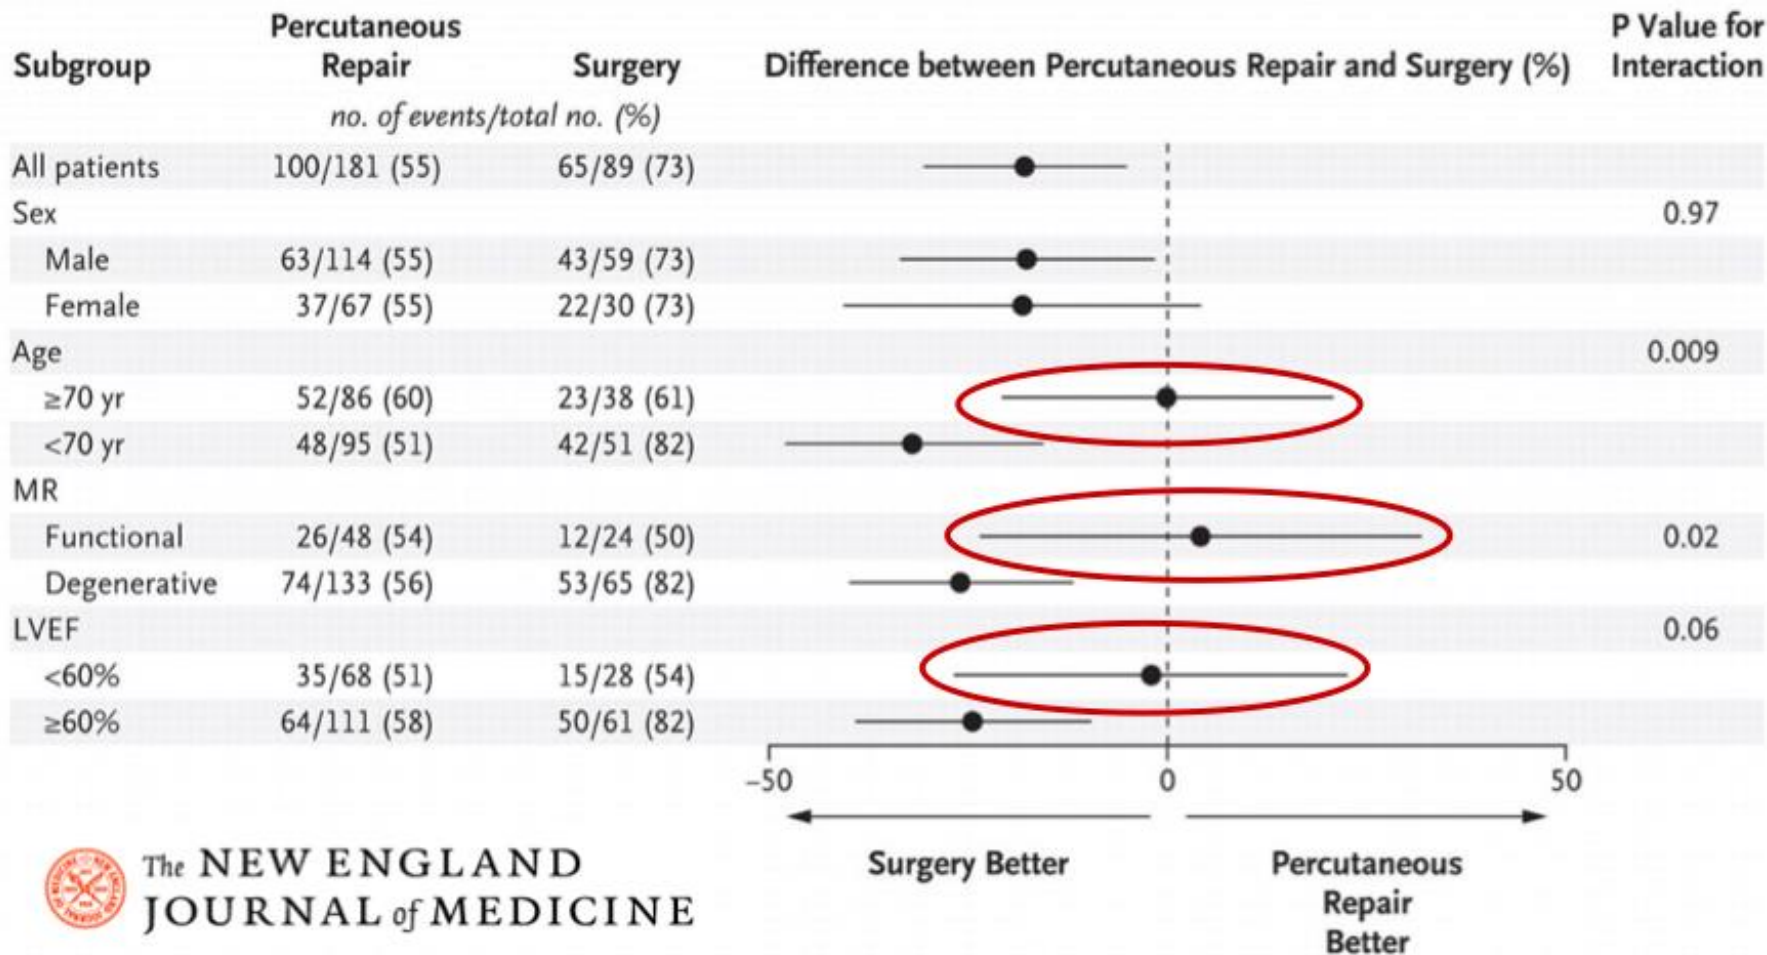 Subgroup Percutaneous Repair Surgery Difference between Percutaneous Repair and Surgery (%) P Value for Interaction
no. of events/total no. (%)
All patients 100/181 (55) 65/89 (73)
Sex 0.97
Male 63/114 (55) 43/59 (73)
Female 37/67 (55) 22/30 (73)
Age 0.009
≥70 yr 52/86 (60) 23/38 (61)
<70 yr 48/95 (51) 42/51 (82)
MR
Functional 26/48 (54) 12/24 (50) 0.02
Degenerative 74/133 (56) 53/65 (82)
LVEF 0.06
<60% 35/68 (51) 15/28 (54)
≥60% 64/111 (58) 50/61 (82)
−50 0 50
Surgery Better Percutaneous Repair Better
The NEW ENGLAND
JOURNAL of MEDICINE